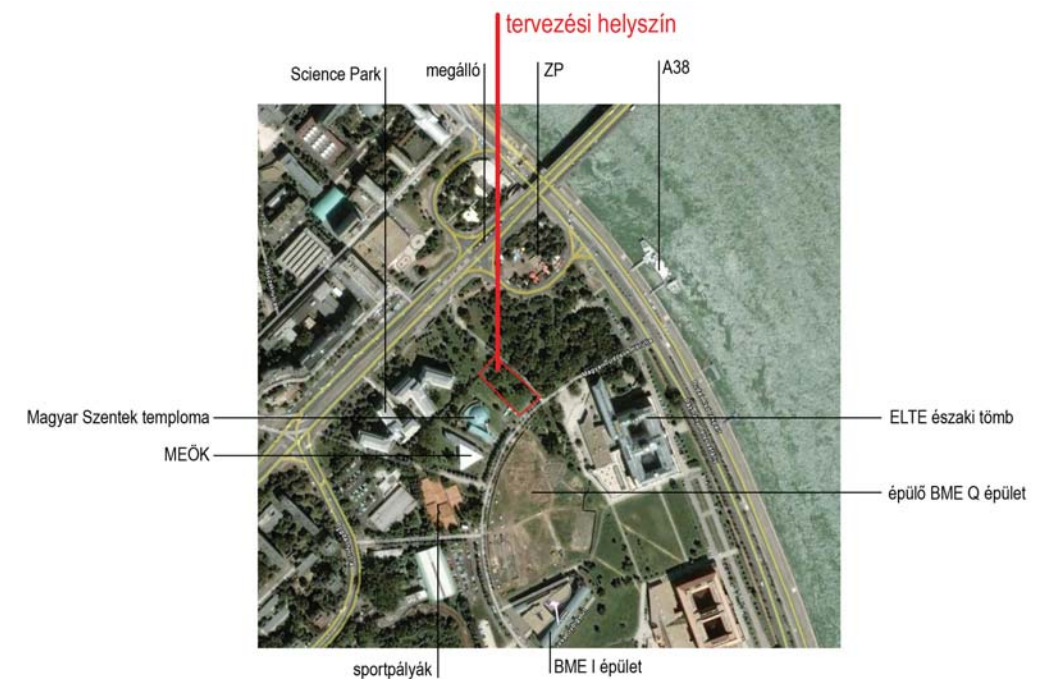 tervezési helyszín
Science Park
megálló
ZP
A38
Magyar Szentek temploma
MEÖK
ELTE északi tömb
épülő BME Q épület
sportpályák
BME I épület